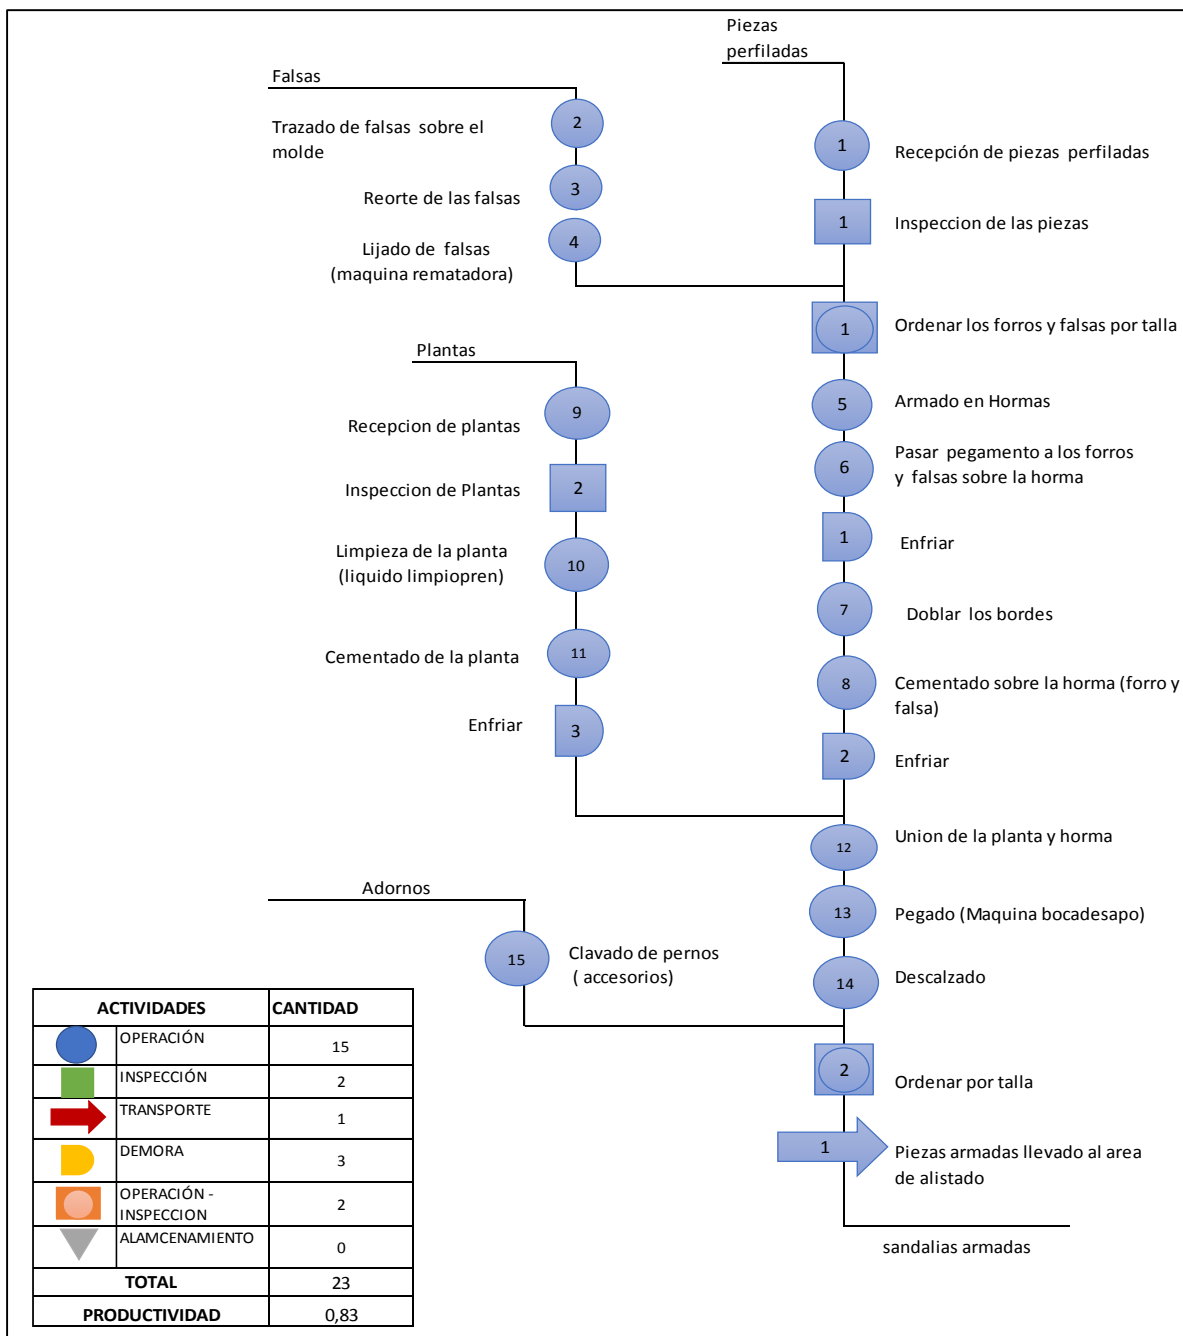 Piezas
perfiladas
Falsas
2
Trazado de falsas sobre el
molde
1
Recepción de piezas perfiladas
3
Reorte de las falsas
1
Inspeccion de las piezas
4
Lijado de falsas
(maquina rematadora)
1
Ordenar los forros y falsas por talla
Plantas
5
Armado en Hormas
9
Recepcion de plantas
6
Pasar pegamento a los forros
y falsas sobre la horma
2
Inspeccion de Plantas
1
Enfriar
Limpieza de la planta
(liquido limpiopren)
10
7
Doblar los bordes
11
Cementado de la planta
8
Cementado sobre la horma (forro y
falsa)
Enfriar
3
2
Enfriar
12
Union de la planta y horma
Adornos
13
Pegado (Maquina bocadesapo)
15
Clavado de pernos
( accesorios)
14
Descalzado
ACTIVIDADES CANTIDAD
OPERACIÓN 15
INSPECCIÓN 2
TRANSPORTE 1
DEMORA 3
OPERACIÓN -
INSPECCION 2
ALAMCENAMIENTO 0
TOTAL 23
PRODUCTIVIDAD 0,83
2
Ordenar por talla
1
Piezas armadas llevado al area
de alistado
sandalias armadas